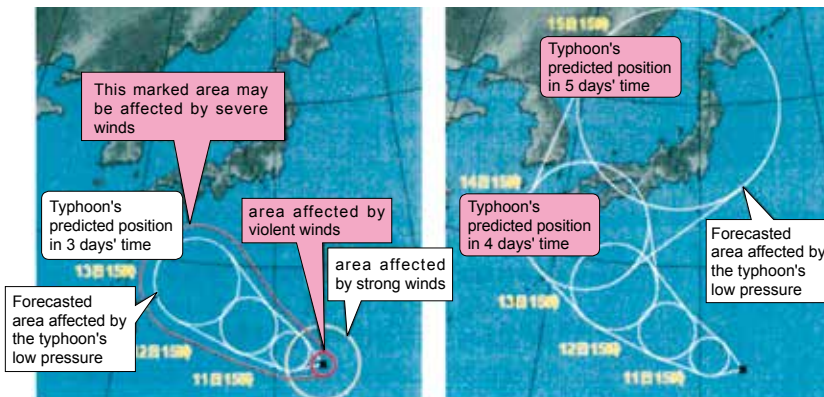 This marked area may
be affected by severe
winds
Typhoon's
predicted position
in 3 days' time
area affected by
violent winds
area affected
by strong winds
13日15時
Forecasted
area affected by
the typhoon's
low pressure
12日15時
11日15時
15日15時
Typhoon's
predicted position
in 5 days' time
14日15時
Typhoon's
predicted position
in 4 days' time
Forecasted
area affected by
the typhoon's
low pressure
13日15時
12日15時
11日15時